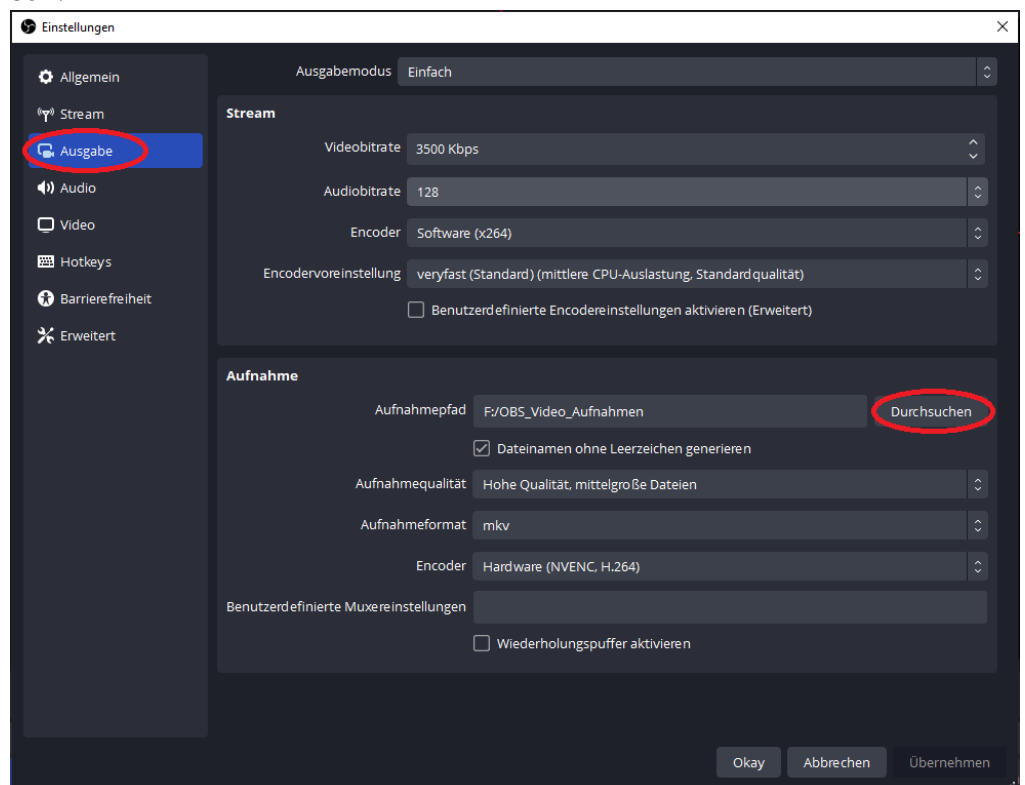 Einstellungen
Allgemein
Stream
Ausgabe
Audio
Video
Hotkeys
Barrierefreiheit
Erweitert
Ausgabemodus Einfach
Stream
Videobitrate 3500 Kbps
Audiobitrate 128
Encoder Software (x264)
Encodervoreinstellung veryfast (Standard) (mittlere CPU-Auslastung, Standardqualität)
Benutzerdefinierte Encodereinstellungen aktivieren (Erweitert)
Aufnahme
Aufnahmepfad F:/OBS_Video_Aufnahmen Durchsuchen
Dateinamen ohne Leerzeichen generieren
Aufnahmequalität Hohe Qualität, mittelgroße Dateien
Aufnahmeformat mkv
Encoder Hardware (NVENC, H.264)
Benutzerdefinierte Muxereinstellungen
Wiederholungspuffer aktivieren
Okay Abbrechen Übernehmen